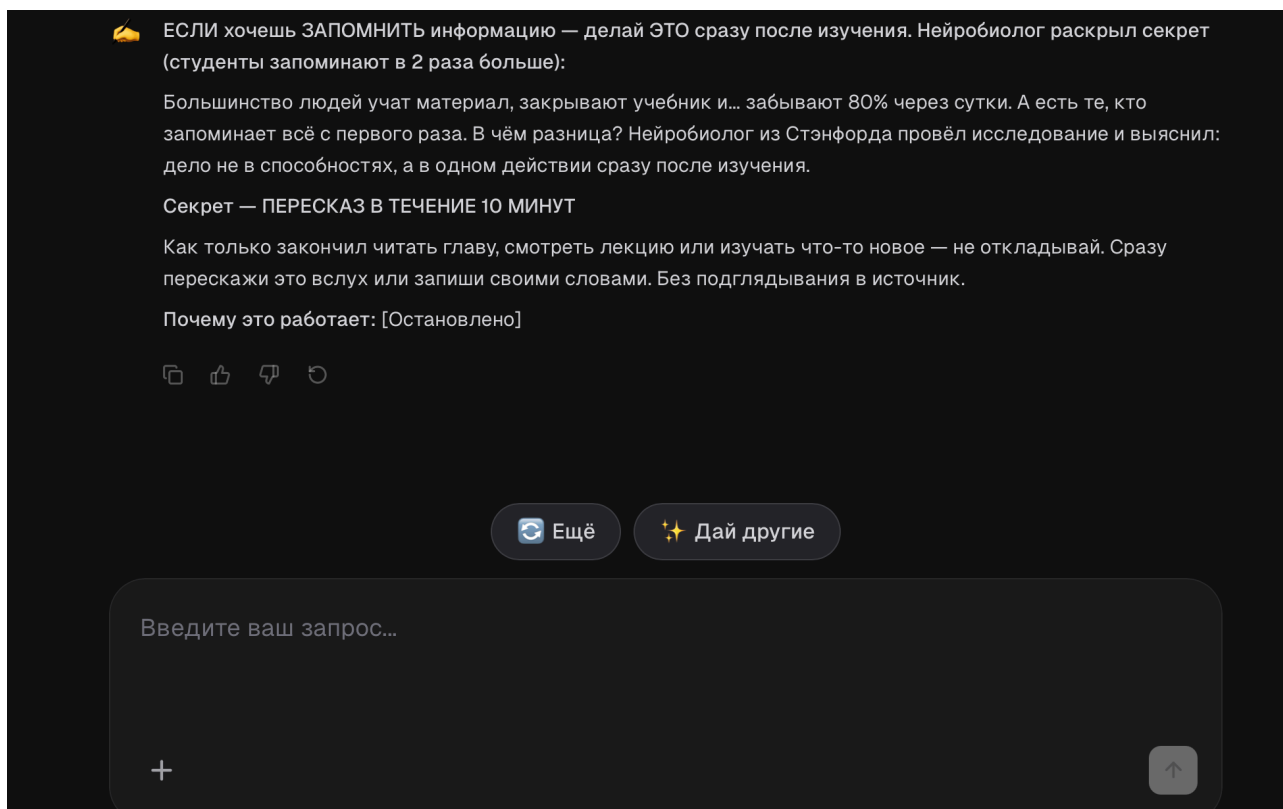 ✍️ ЕСЛИ хочешь ЗАПОМНИТЬ информацию — делай ЭТО сразу после изучения. Нейробиолог раскрыл секрет
(студенты запоминают в 2 раза больше):
Большинство людей учат материал, закрывают учебник и... забывают 80% через сутки. А есть те, кто
запоминает всё с первого раза. В чём разница? Нейробиолог из Стэнфорда провёл исследование и выяснил:
дело не в способностях, а в одном действии сразу после изучения.
Секрет — ПЕРЕСКАЗ В ТЕЧЕНИЕ 10 МИНУТ
Как только закончил читать главу, смотреть лекцию или изучать что-то новое — не откладывай. Сразу
перескажи это вслух или запиши своими словами. Без подглядывания в источник.
Почему это работает: [Остановлено]
🔄 Ещё
✨ Дай другие
Введите ваш запрос...